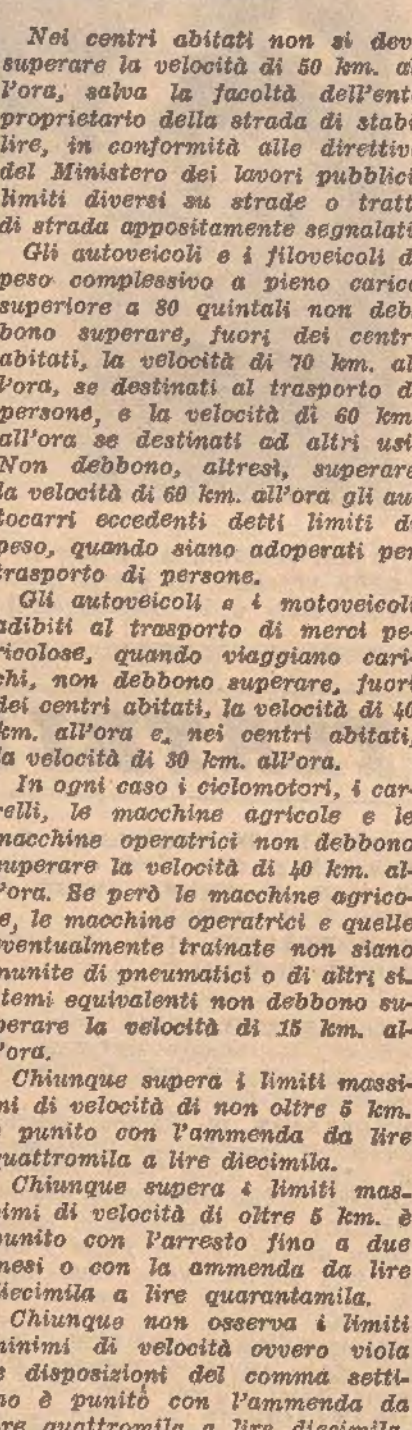 Nei centri abitati non si dev
superare la velocità di 50 km. al
l'ora, salva la facoltà dell'ent
proprietario della strada di stabi
lire, in conformità alle direttiv
del Ministero dei lavori pubblici
limiti diversi su strade o tratt
di strada appositamente segnalati
Gli autoveicoli e i filoveicoli d
peso complessivo a pieno carico
superiore a 80 quintali non deb
bono superare, fuori dei centr
abitati, la velocità di 70 km. al
l'ora, se destinati al trasporto d
persone, e la velocità di 60 km
all'ora se destinati ad altri usi
Non debbono, altresì, superare
la velocità di 60 km. all'ora gli au
tocarri eccedenti detti limiti d
peso, quando siano adoperati per
trasporto di persone.
Gli autoveicoli e i motoveicoli
adibiti al trasporto di merci pe-
ricolose, quando viaggiano cari-
chi, non debbono superare, fuori
dei centri abitati, la velocità di 40
km. all'ora e, nei centri abitati,
la velocità di 30 km. all'ora.
In ogni caso i ciclomotori, i car-
relli, le macchine agricole e le
macchine operatrici non debbono
superare la velocità di 40 km. al-
l'ora. Se però le macchine agrico-
le, le macchine operatrici e quelle
eventualmente trainate non siano
munite di pneumatici o di altri si-
stemi equivalenti non debbono su-
perare la velocità di 15 km. al-
l'ora.
Chiunque supera i limiti massi-
mi di velocità di non oltre 5 km.
è punito con l'ammenda da lire
quattromila a lire diecimila.
Chiunque supera i limiti mas-
simi di velocità di oltre 5 km. è
punito con l'arresto fino a due
mesi o con la ammenda da lire
diecimila a lire quarantamila.
Chiunque non osserva i limiti
minimi di velocità ovvero viola
e disposizioni del comma setti-
mo è punito con l'ammenda da
ire quattromila a lire diecimila.